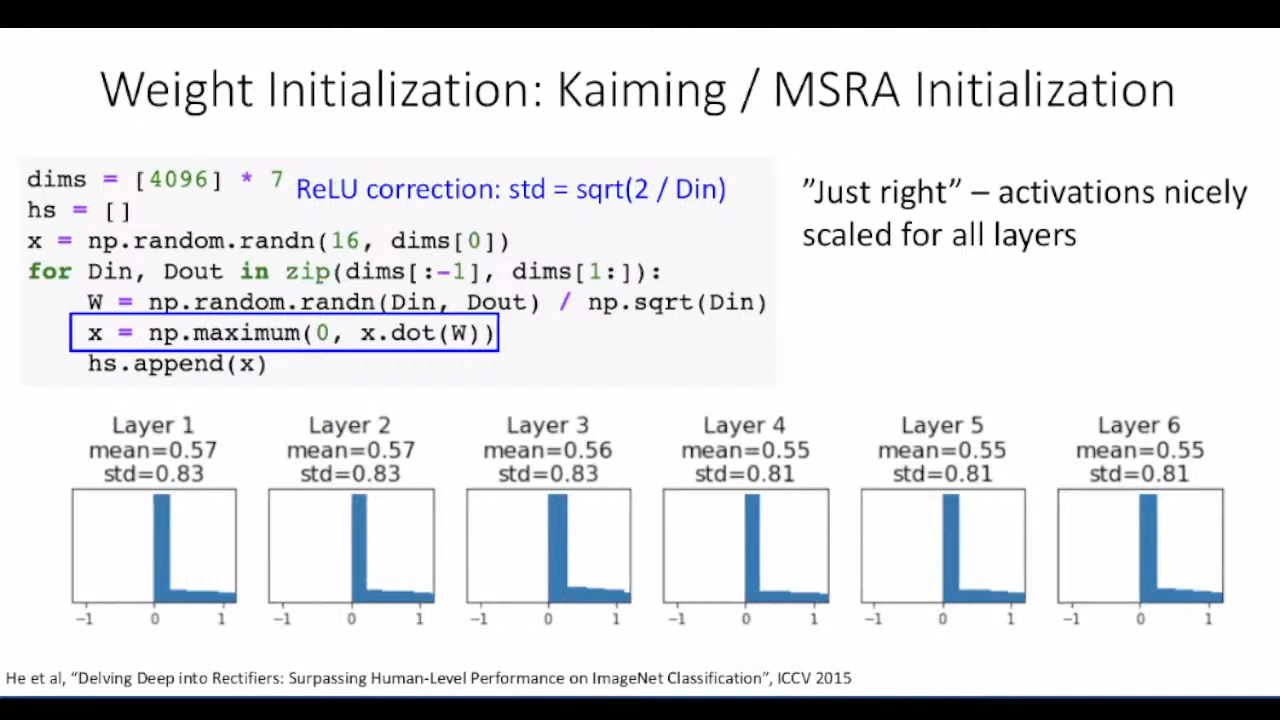 Weight Initialization: Kaiming / MSRA Initialization
dims = [4096] * 7
ReLU correction: std = sqrt(2 / Din)
hs = []
x = np.random.randn(16, dims[0])
for Din, Dout in zip(dims[:-1], dims[1:]):
    W = np.random.randn(Din, Dout) / np.sqrt(Din)
    x = np.maximum(0, x.dot(W))
    hs.append(x)
”Just right” – activations nicely
scaled for all layers
Layer 1
mean=0.57
std=0.83
-1 0 1
Layer 2
mean=0.57
std=0.83
-1 0 1
Layer 3
mean=0.56
std=0.83
-1 0 1
Layer 4
mean=0.55
std=0.81
-1 0 1
Layer 5
mean=0.55
std=0.81
-1 0 1
Layer 6
mean=0.55
std=0.81
-1 0 1
He et al, “Delving Deep into Rectifiers: Surpassing Human-Level Performance on ImageNet Classification”, ICCV 2015